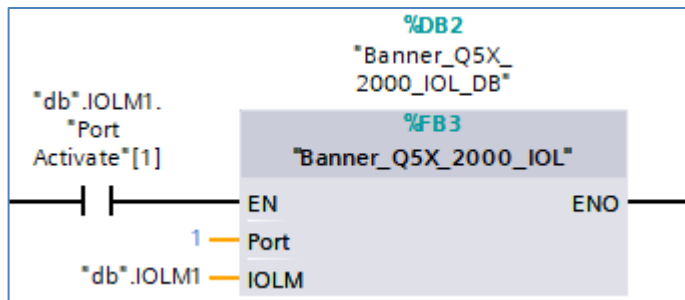 %DB2
"Banner_Q5X_
2000_IOL_DB"
"db".IOLM1.
"Port
Activate"[1]
%FB3
"Banner_Q5X_2000_IOL"
EN
ENO
1
Port
"db".IOLM1
IOLM